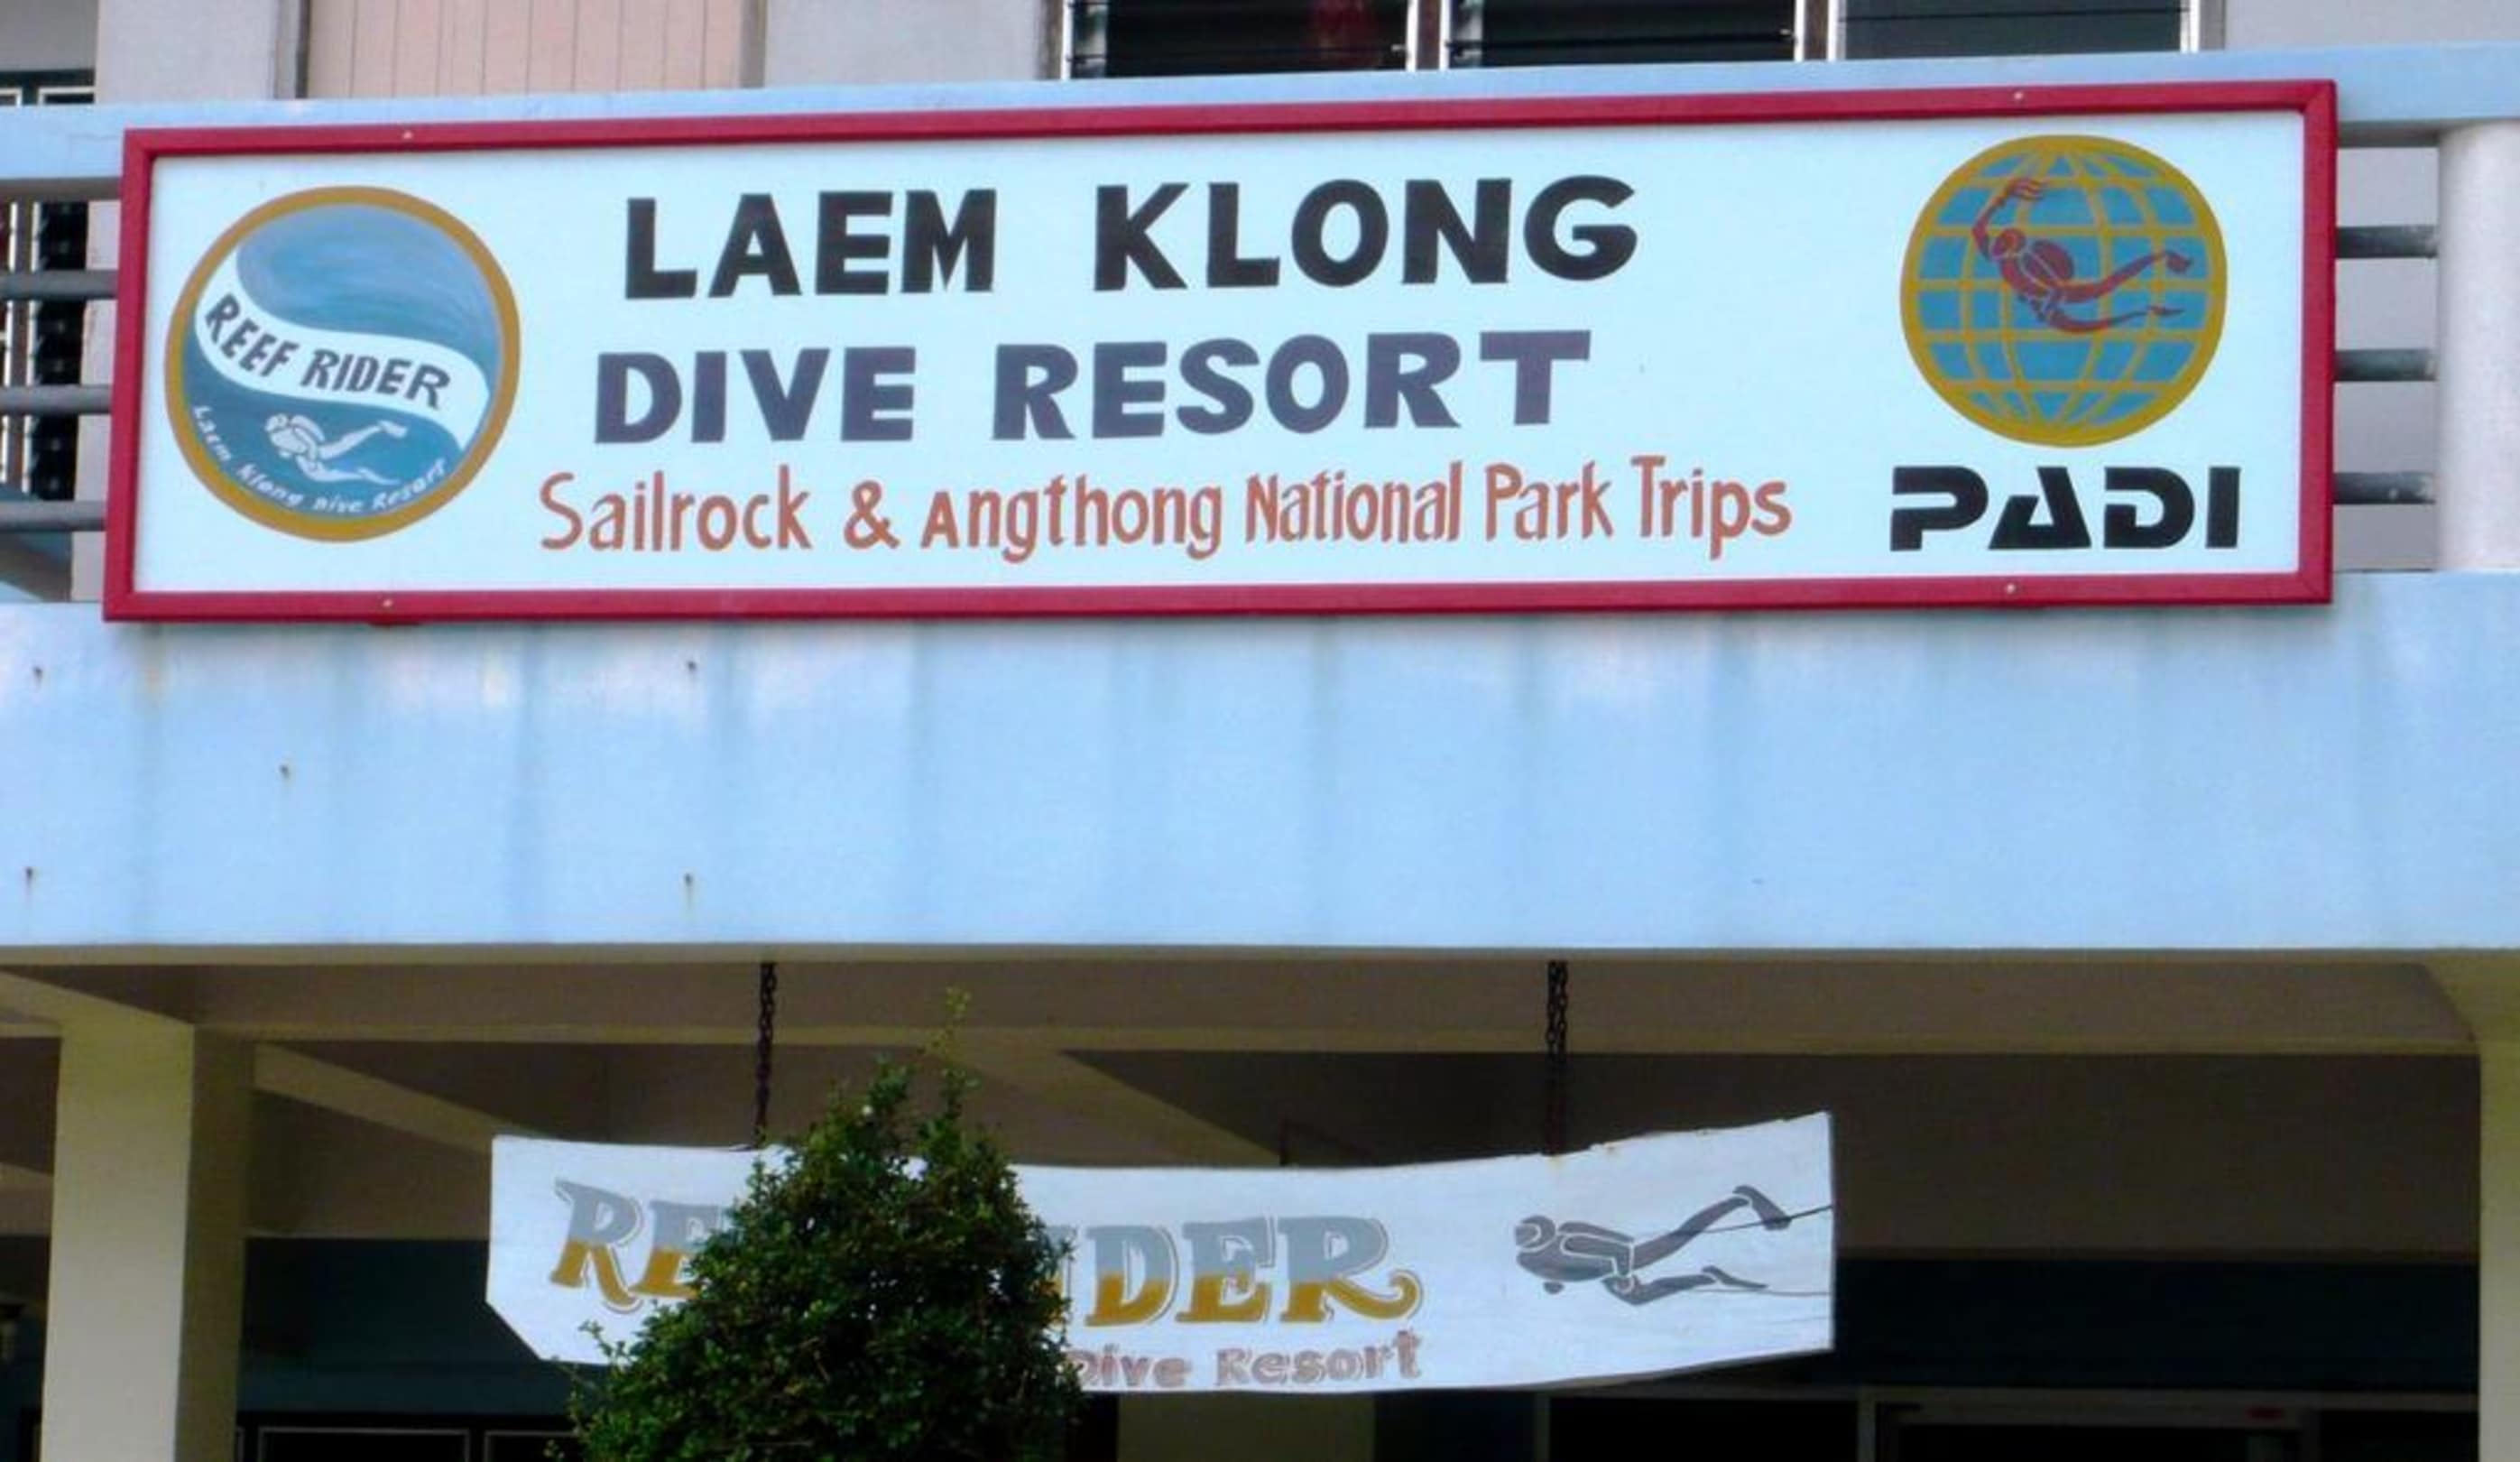 REEF RIDER
Laem Klong Dive Resort
LAEM KLONG
DIVE RESORT
Sailrock & Angthong National Park Trips
PADI
Dive Resort